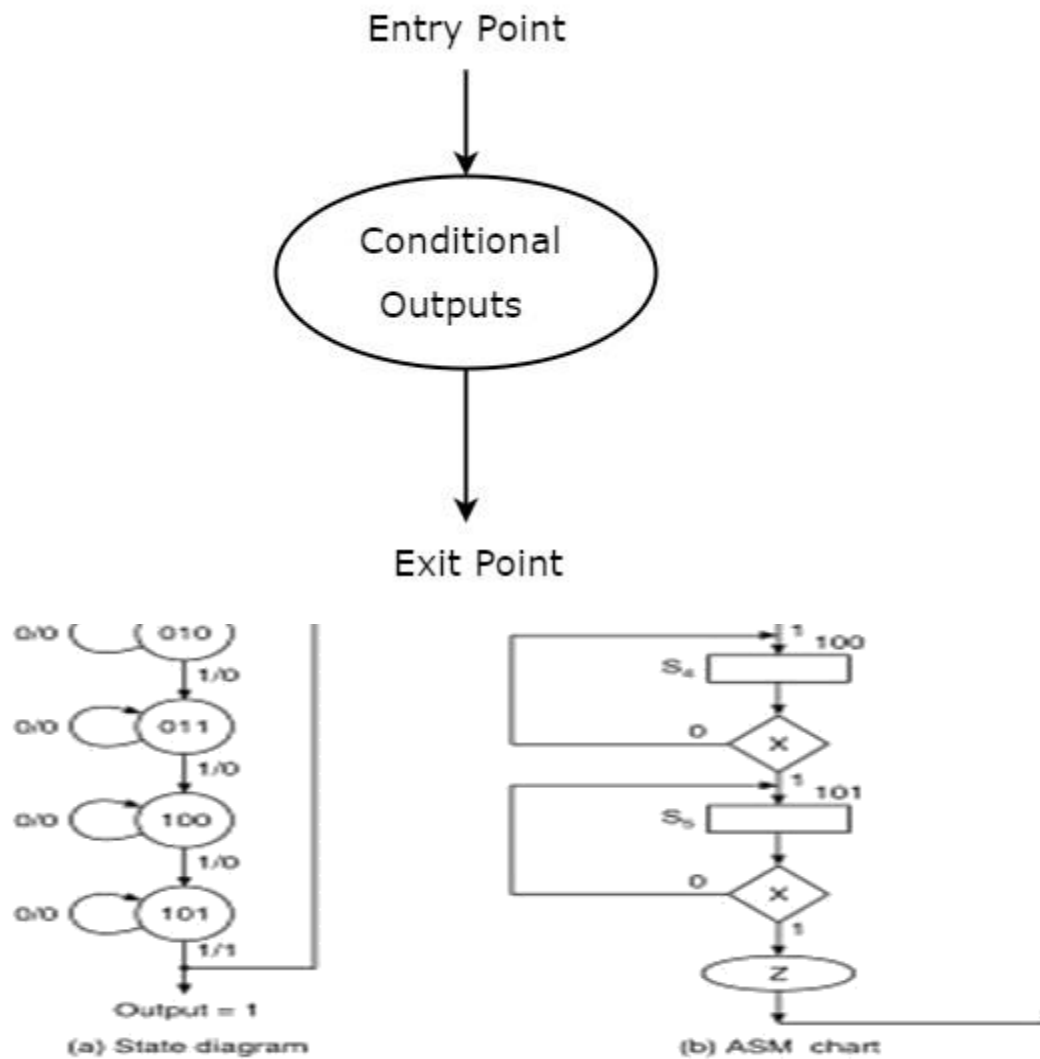 Entry Point
Conditional
Outputs
Exit Point
0/0
010
1/0
0/0
011
1/0
0/0
100
1/0
0/0
101
1/1
Output = 1
(a) State diagram
1
100
S₄
0
X
1
101
S₅
0
X
1
Z
(b) ASM chart